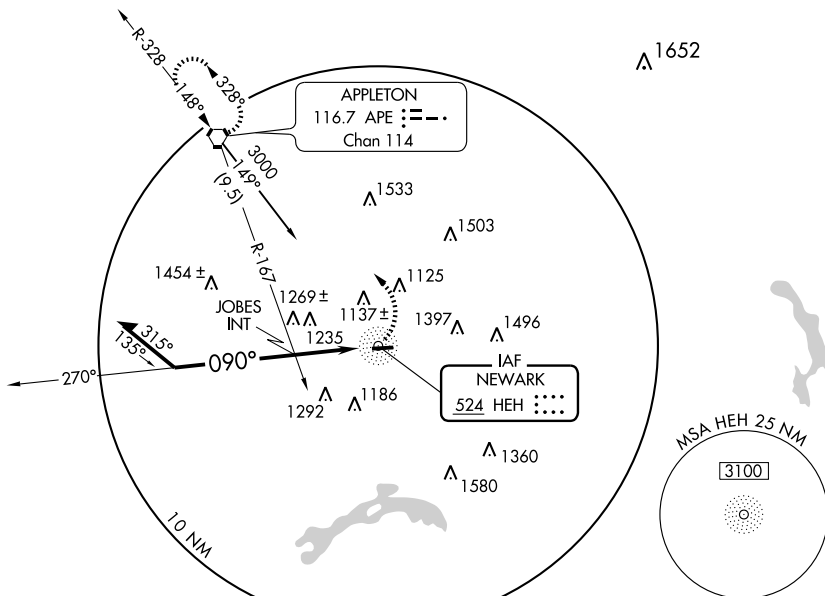 R-328
148°
328°
1652
APPLETON
116.7 APE
Chan 114
3000
149°
(9.5)
1533
1503
R-167
1454 ±
1269 ±
1125
JOBES
INT
1137 ±
1397
1235
1496
315°
135°
090°
270°
IAF
NEWARK
524 HEH
1292
1186
1360
1580
10 NM
MSA HEH 25 NM
3100